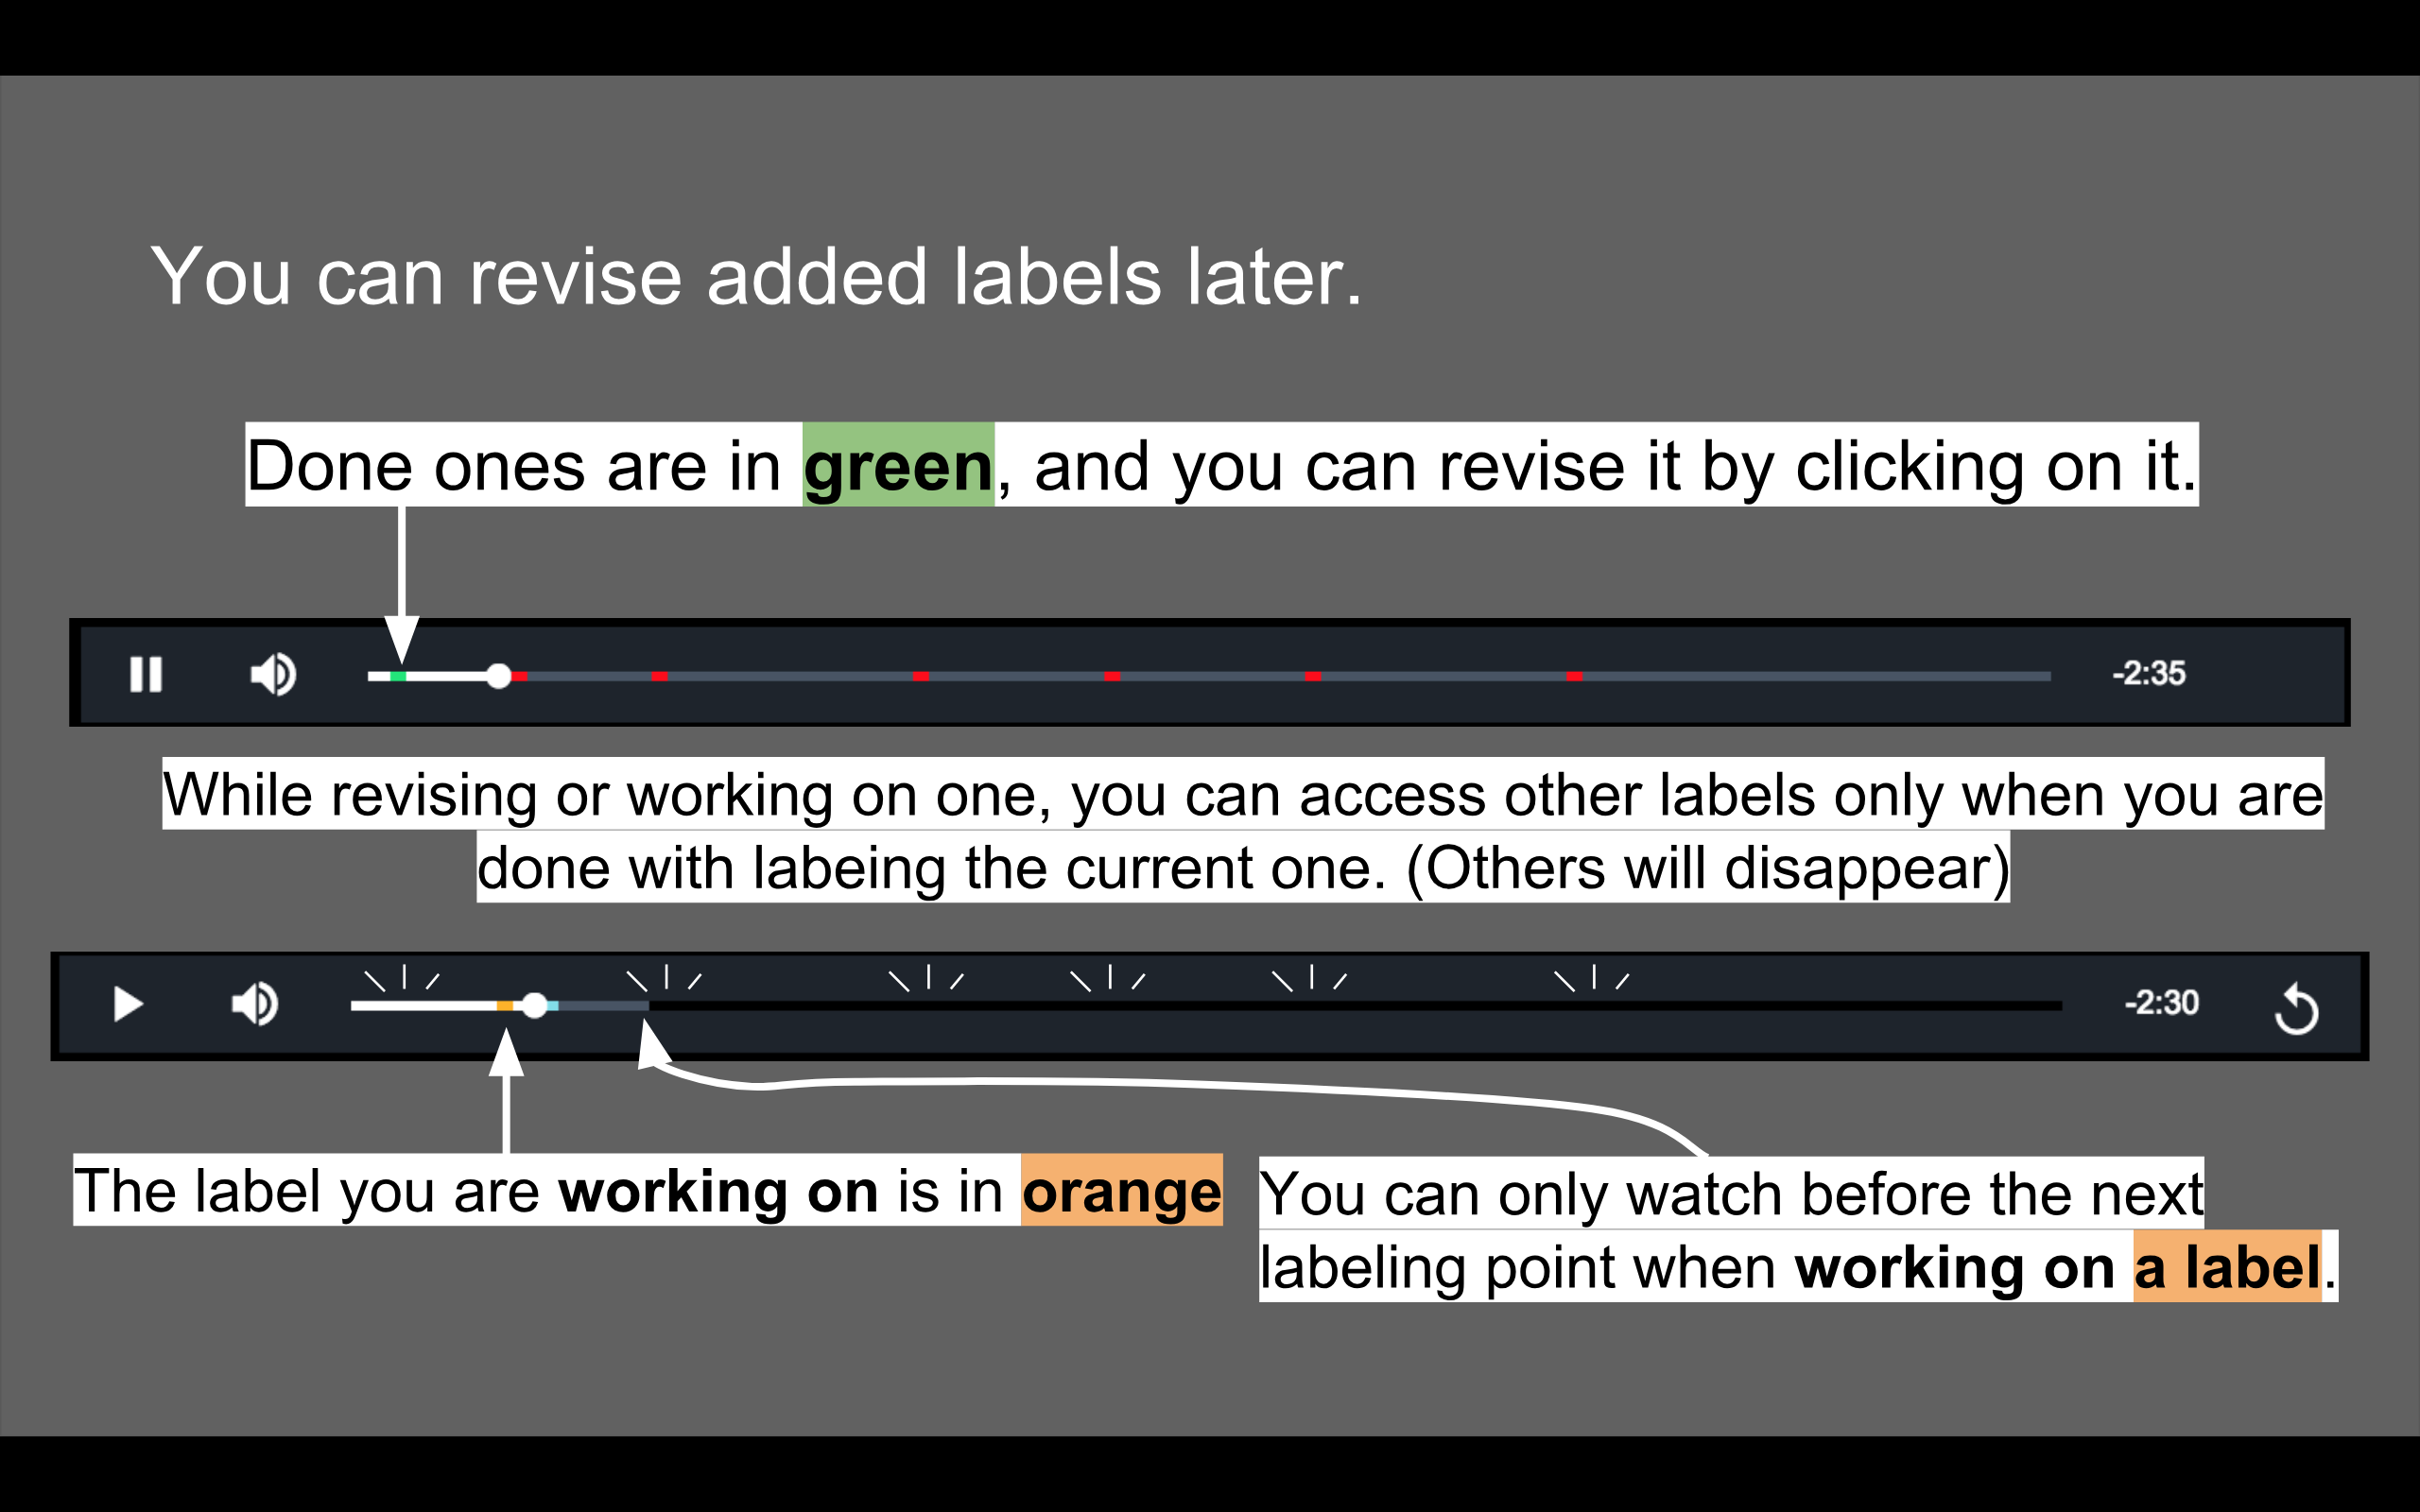 You can revise added labels later.
Done ones are in green, and you can revise it by clicking on it.
-2:35
While revising or working on one, you can access other labels only when you are
done with labeing the current one. (Others will disappear)
-2:30
The label you are working on is in orange
You can only watch before the next
labeling point when working on a label.